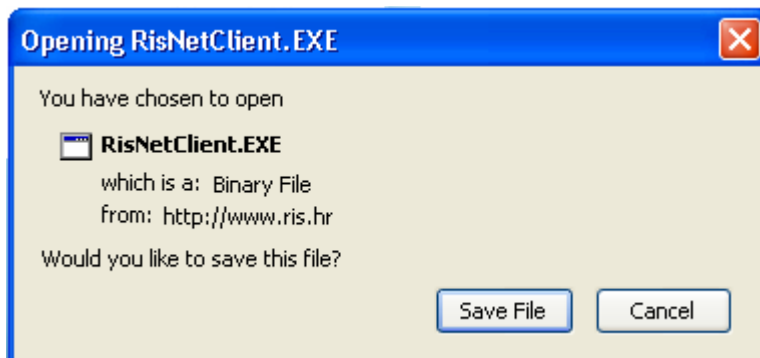 Opening RisNetClient.EXE
You have chosen to open
RisNetClient.EXE
which is a: Binary File
from: http://www.ris.hr
Would you like to save this file?
Save File Cancel